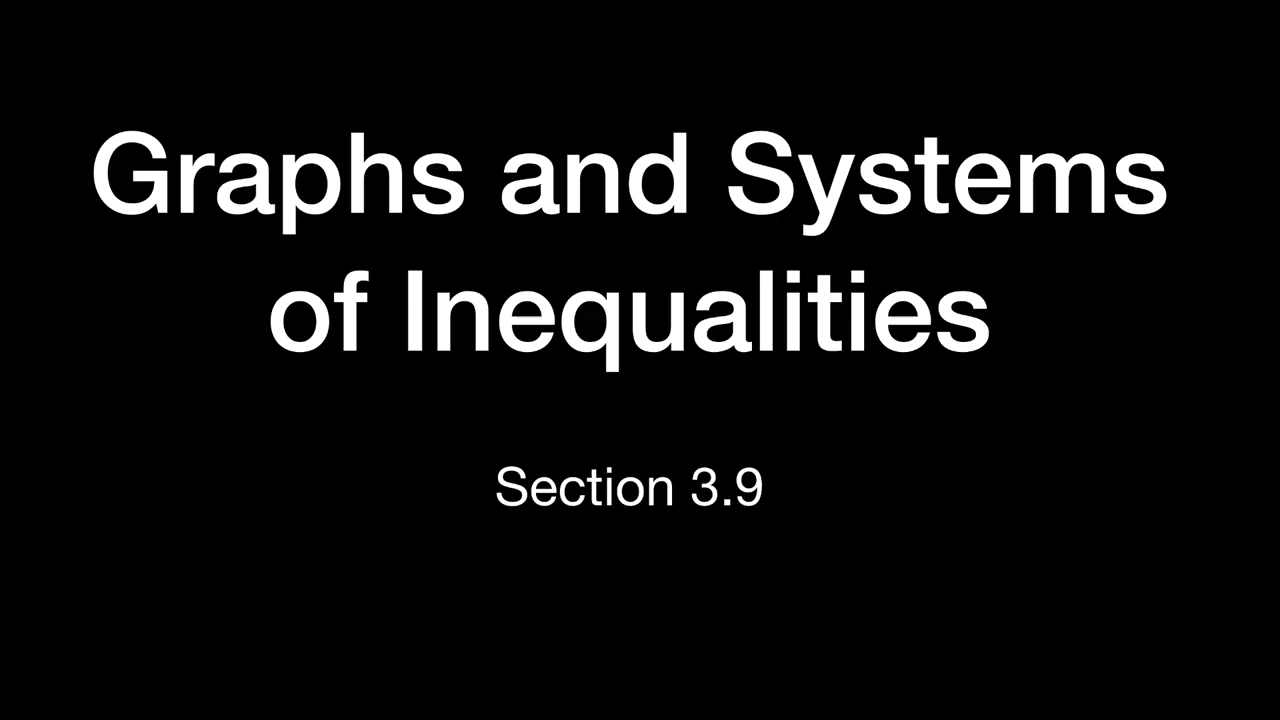 Graphs and Systems
of Inequalities
Section 3.9